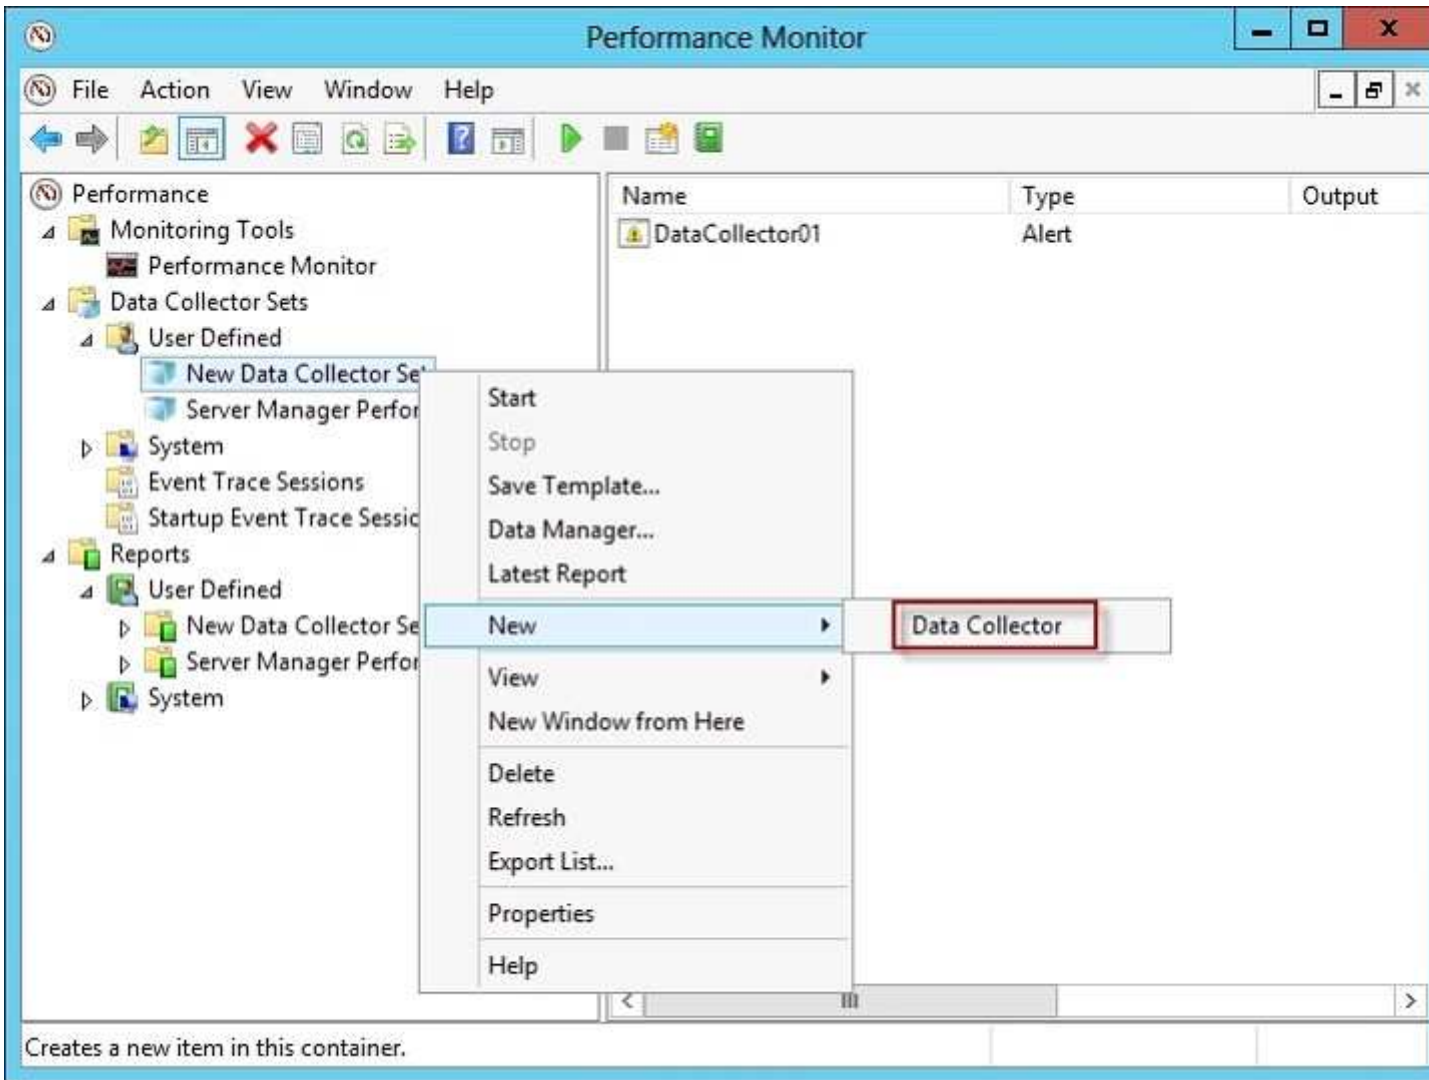 Performance Monitor
File Action View Window Help
Performance
Name Type Output
Monitoring Tools
DataCollector01 Alert
Performance Monitor
Data Collector Sets
User Defined
New Data Collector Set
Server Manager Perfor
System
Event Trace Sessions
Startup Event Trace Sessic
Reports
User Defined
New Data Collector Se
Server Manager Perfor
System
Start
Stop
Save Template...
Data Manager...
Latest Report
New
Data Collector
View
New Window from Here
Delete
Refresh
Export List...
Properties
Help
Creates a new item in this container.